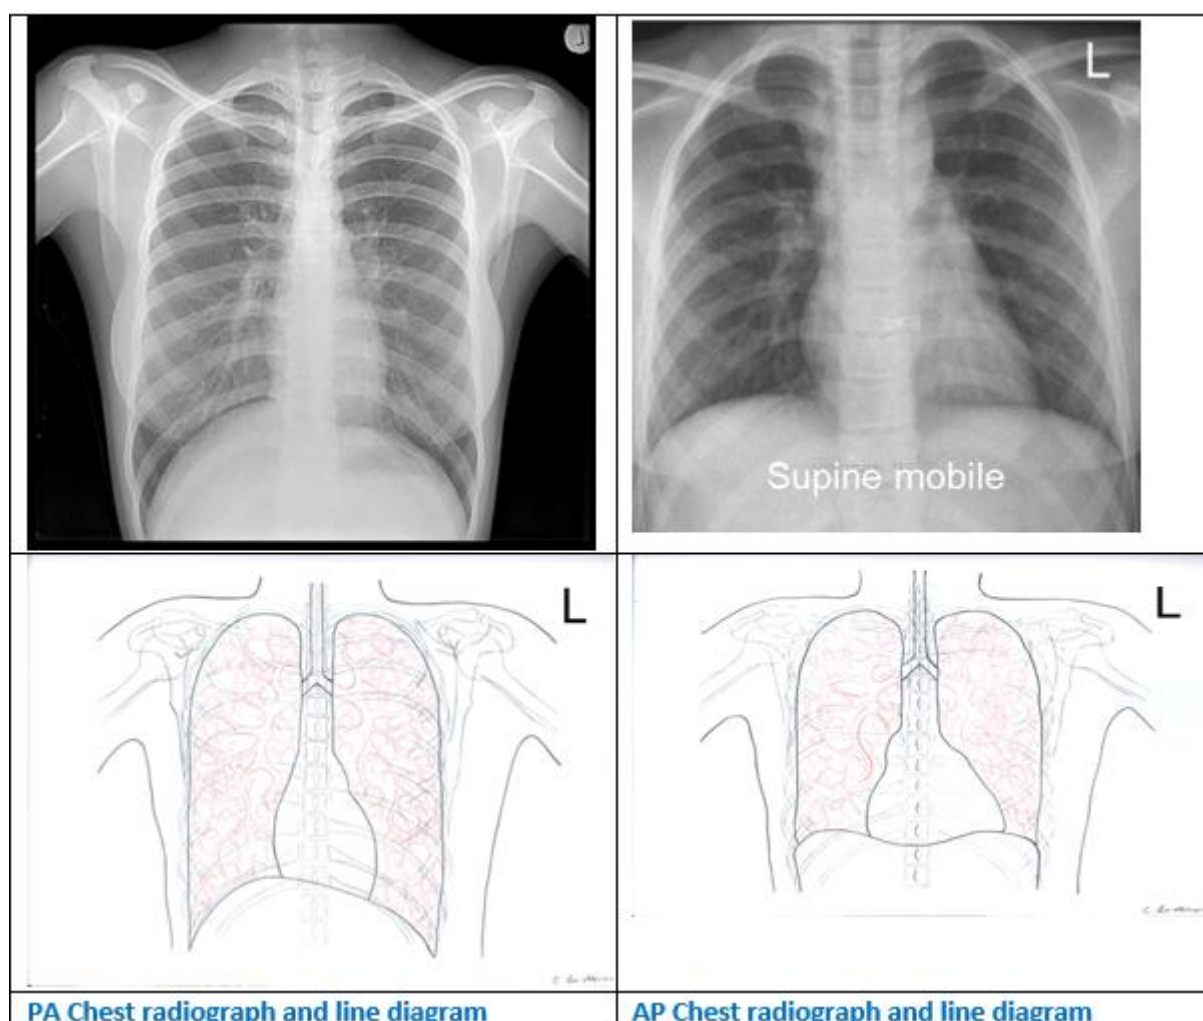 L
Supine mobile
L
L
PA Chest radiograph and line diagram
AP Chest radiograph and line diagram